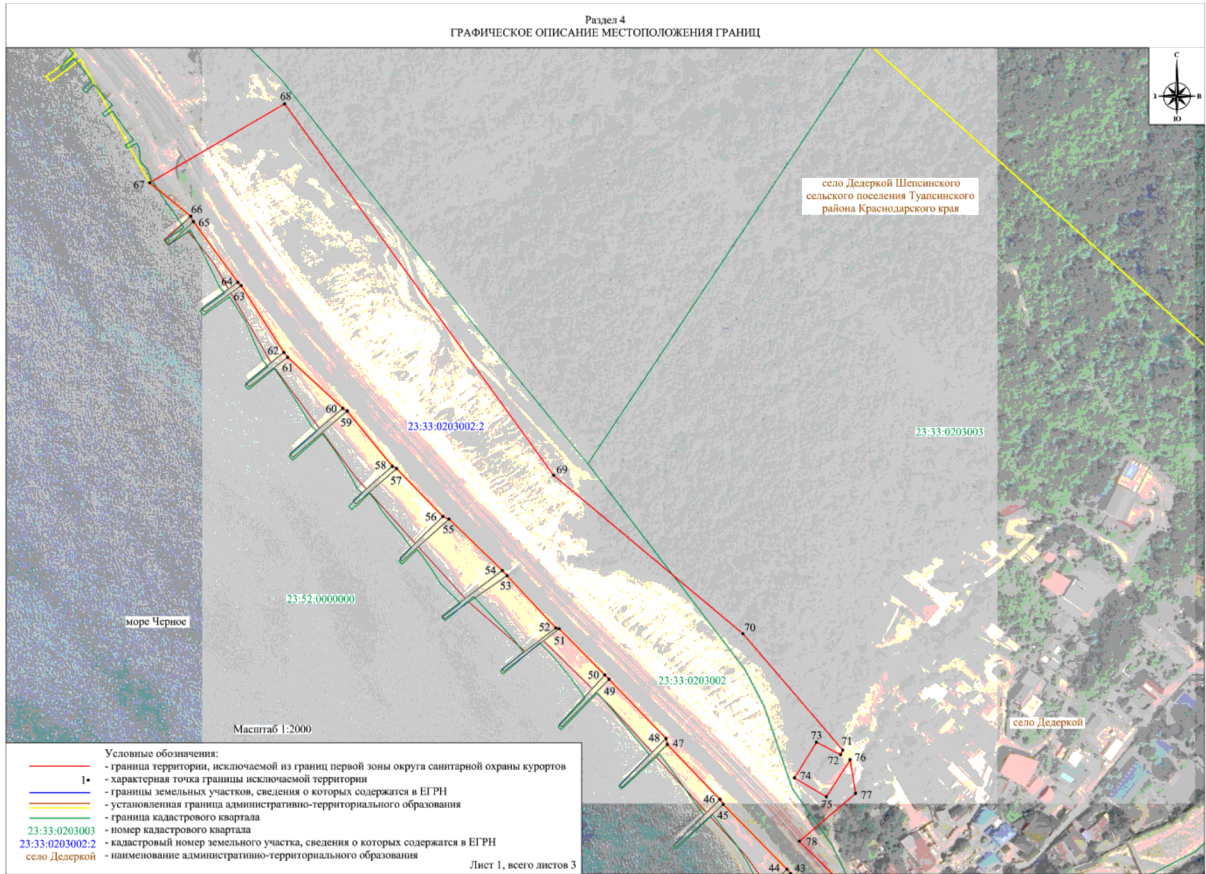 Раздел 4
ГРАФИЧЕСКОЕ ОПИСАНИЕ МЕСТОПОЛОЖЕНИЯ ГРАНИЦ
С
З
В
Ю
68
67
66
65
село Дедеркой Шепсинского
сельского поселения Туапсинского
района Краснодарского края
64
63
62
61
60
59
23:33:0203002:2
23:33:0203003
58
57
69
56
55
54
53
23:52:0000000
море Черное
52
51
70
50
49
23:33:0203002
село Дедеркой
Масштаб 1:2000
48
47
73
71
72
76
74
75
77
46
45
78
44
43
Условные обозначения:
- граница территории, исключаемой из границ первой зоны округа санитарной охраны курортов
1• - характерная точка границы исключаемой территории
- границы земельных участков, сведения о которых содержатся в ЕГРН
- установленная граница административно-территориального образования
- граница кадастрового квартала
23:33:0203003 - номер кадастрового квартала
23:33:0203002:2 - кадастровый номер земельного участка, сведения о которых содержатся в ЕГРН
село Дедеркой - наименование административно-территориального образования
Лист 1, всего листов 3